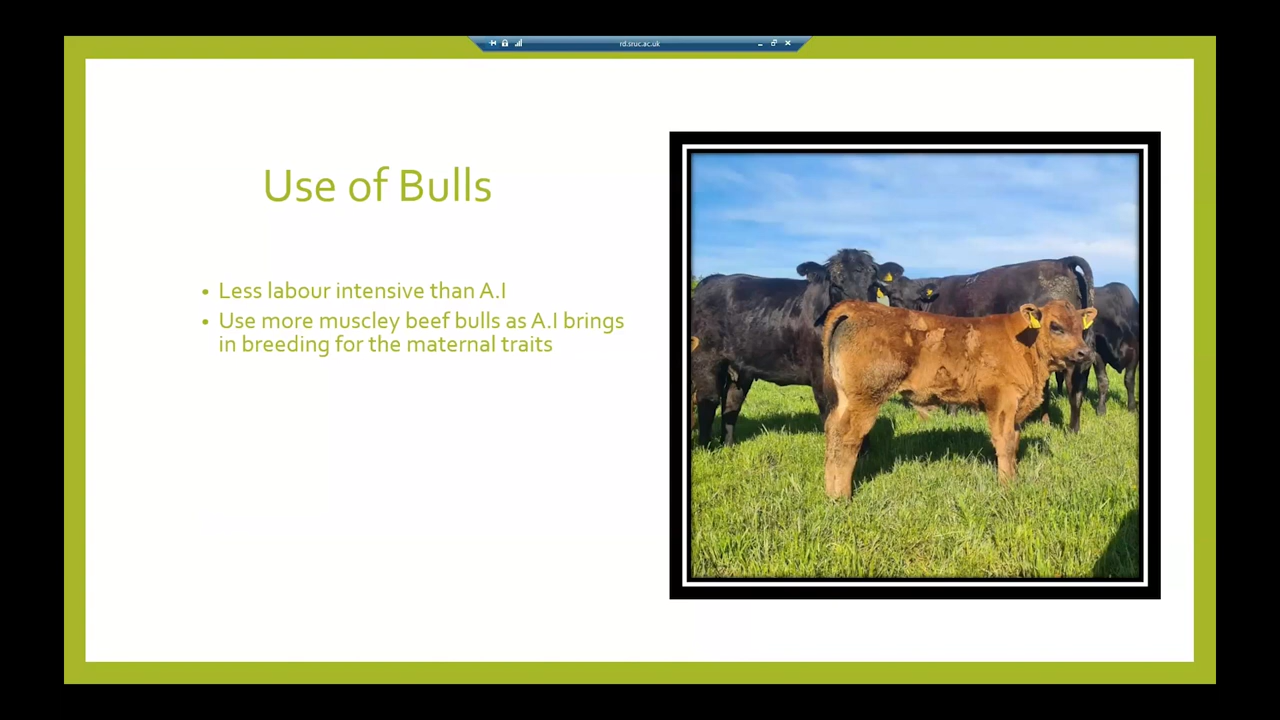 rd.sruc.ac.uk
Use of Bulls
• Less labour intensive than A.I
• Use more muscley beef bulls as A.I brings
in breeding for the maternal traits